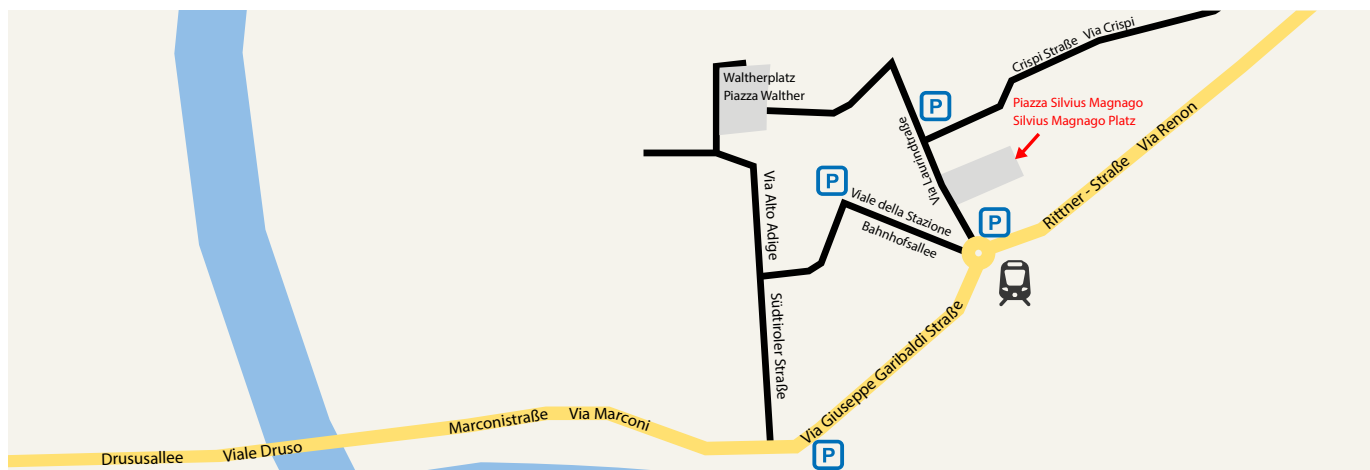 Waltherplatz
Piazza Walther
Crispi Straße Via Crispi
P
Piazza Silvius Magnago
Silvius Magnago Platz
Via Laurindtraße
Rittner - Straße Via Renon
P
Viale della Stazione
Bahnhofsallee
P
Via Alto Adige
Südtiroler Straße
Via Giuseppe Garibaldi Straße
Marconistraße Via Marconi
Drususallee Viale Druso
P